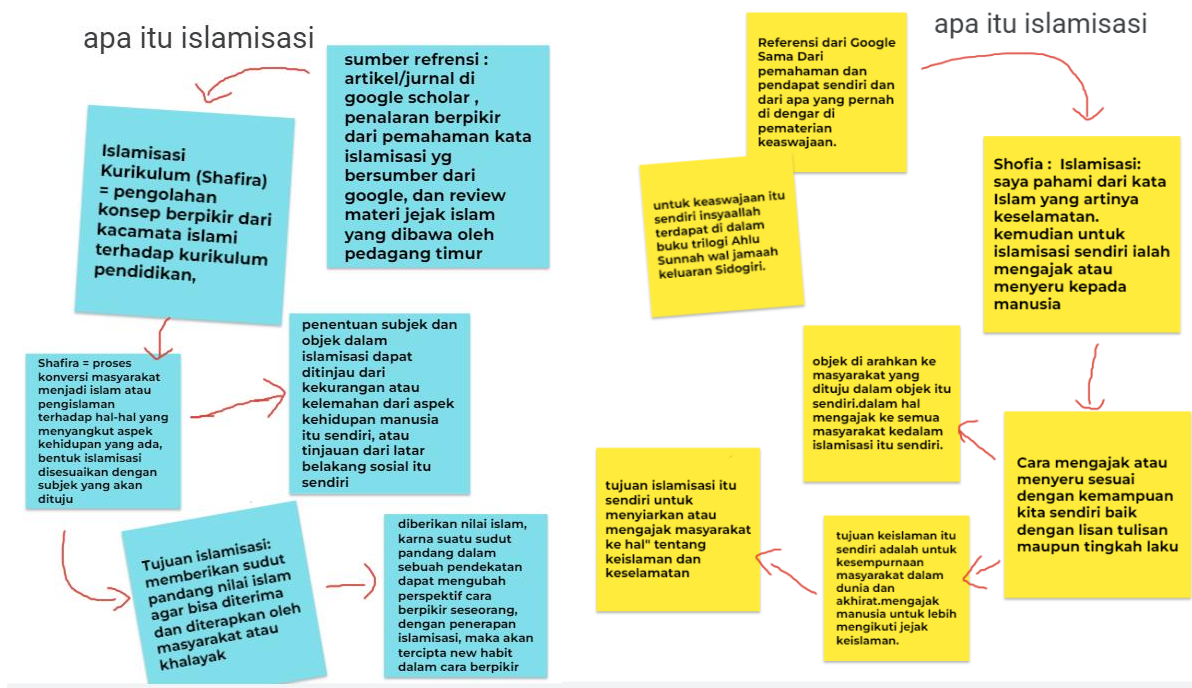 apa itu islamisasi
sumber refrensi :
artikel/jurnal di
google scholar ,
penalaran berpikir
dari pemahaman kata
islamisasi yg
bersumber dari
google, dan review
materi jejak islam
yang dibawa oleh
pedagang timur
Islamisasi
Kurikulum (Shafira)
= pengolahan
konsep berpikir dari
kacamata islami
terhadap kurikulum
pendidikan,
Shafira = proses
konversi masyarakat
menjadi islam atau
pengislaman
terhadap hal-hal yang
menyangkut aspek
kehidupan yang ada,
bentuk islamisasi
disesuaikan dengan
subjek yang akan
dituju
penentuan subjek dan
objek dalam
islamisasi dapat
ditinjau dari
kekurangan atau
kelemahan dari aspek
kehidupan manusia
itu sendiri, atau
tinjauan dari latar
belakang sosial itu
sendiri
Tujuan islamisasi:
memberikan sudut
pandang nilai islam
agar bisa diterima
dan diterapkan oleh
masyarakat atau
khalayak
diberikan nilai islam,
karna suatu sudut
pandang dalam
sebuah pendekatan
dapat mengubah
perspektif cara
berpikir seseorang,
dengan penerapan
islamisasi, maka akan
tercipta new habit
dalam cara berpikir
apa itu islamisasi
Referensi dari Google
Sama Dari
pemahaman dan
pendapat sendiri dan
dari apa yang pernah
di dengar di
pematerian
keaswajaan.
untuk keaswajaan itu
sendiri insyaallah
terdapat di dalam
buku trilogi Ahlu
Sunnah wal jamaah
keluaran Sidogiri.
Shofia :  Islamisasi:
saya pahami dari kata
Islam yang artinya
keselamatan.
kemudian untuk
islamisasi sendiri ialah
mengajak atau
menyeru kepada
manusia
Cara mengajak atau
menyeru sesuai
dengan kemampuan
kita sendiri baik
dengan lisan tulisan
maupun tingkah laku
objek di arahkan ke
masyarakat yang
dituju dalam objek itu
sendiri.dalam hal
mengajak ke semua
masyarakat kedalam
islamisasi itu sendiri.
tujuan keislaman itu
sendiri adalah untuk
kesempurnaan
masyarakat dalam
dunia dan
akhirat.mengajak
manusia untuk lebih
mengikuti jejak
keislaman.
tujuan islamisasi itu
sendiri untuk
menyiarkan atau
mengajak masyarakat
ke hal" tentang
keislaman dan
keselamatan